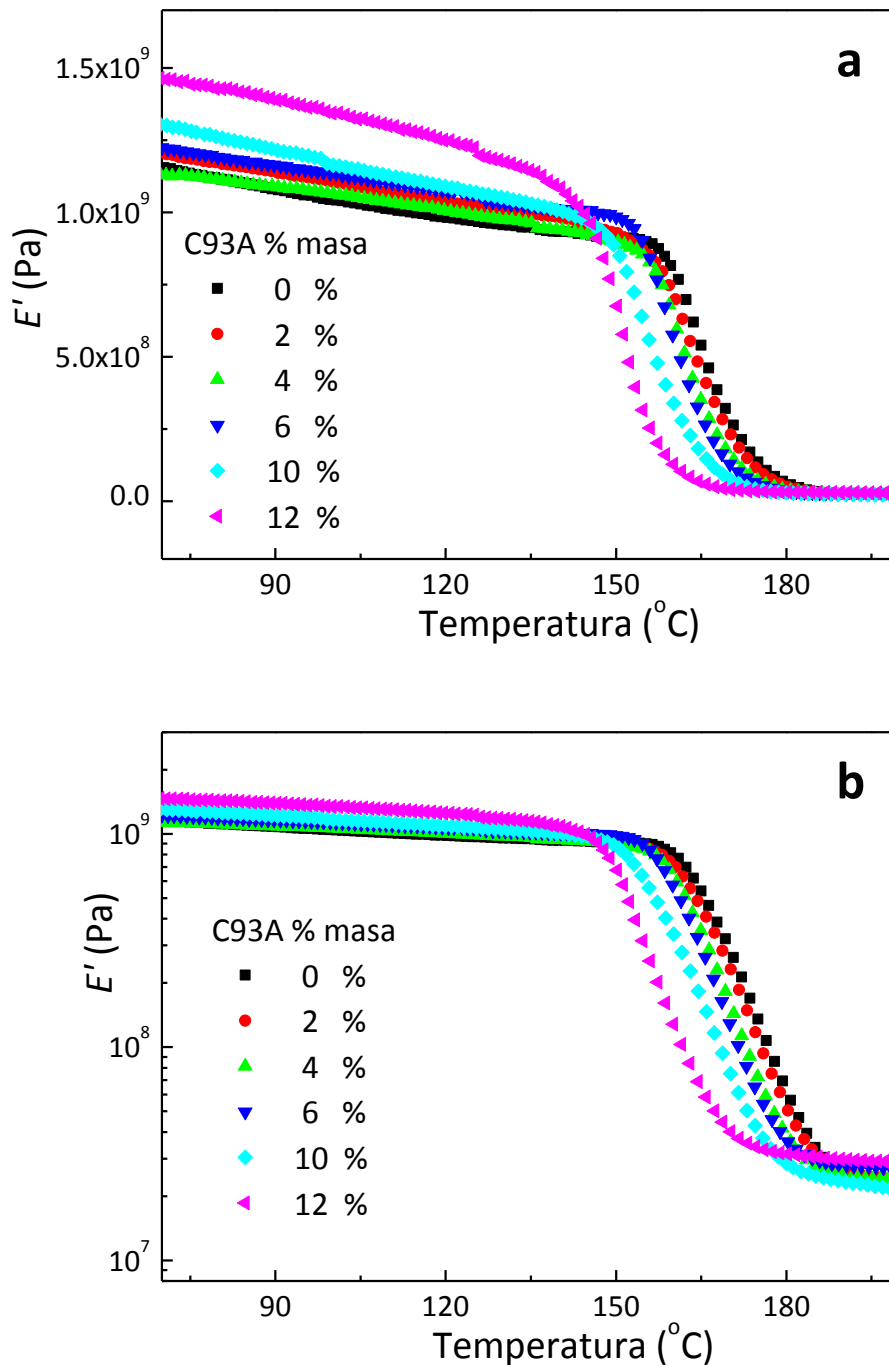 a
1.5x10⁹
1.0x10⁹
5.0x10⁸
0.0
E' (Pa)
C93A % masa
0 %
2 %
4 %
6 %
10 %
12 %
90 120 150 180
Temperatura (°C)
b
10⁹
10⁸
10⁷
E' (Pa)
C93A % masa
0 %
2 %
4 %
6 %
10 %
12 %
90 120 150 180
Temperatura (°C)